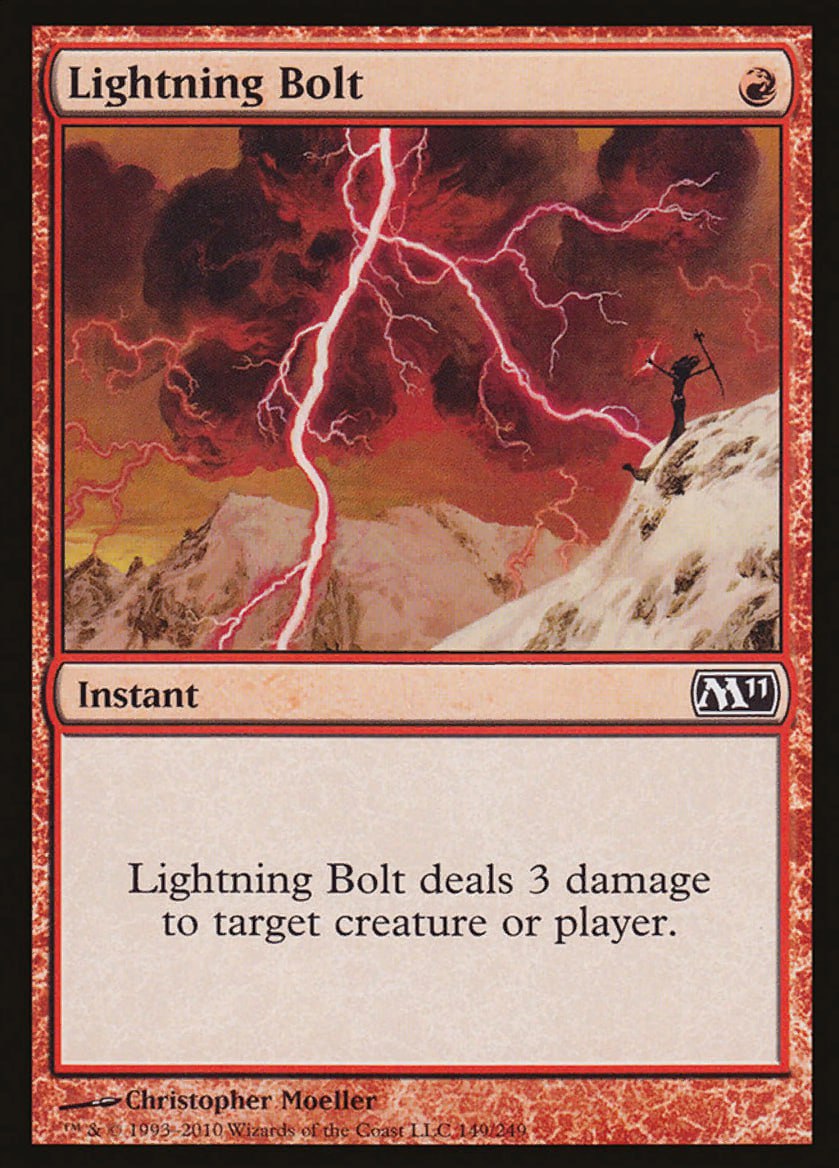 Lightning Bolt
Instant
M11
Lightning Bolt deals 3 damage
to target creature or player.
Christopher Moeller
™ & © 1993–2010 Wizards of the Coast LLC 149/249